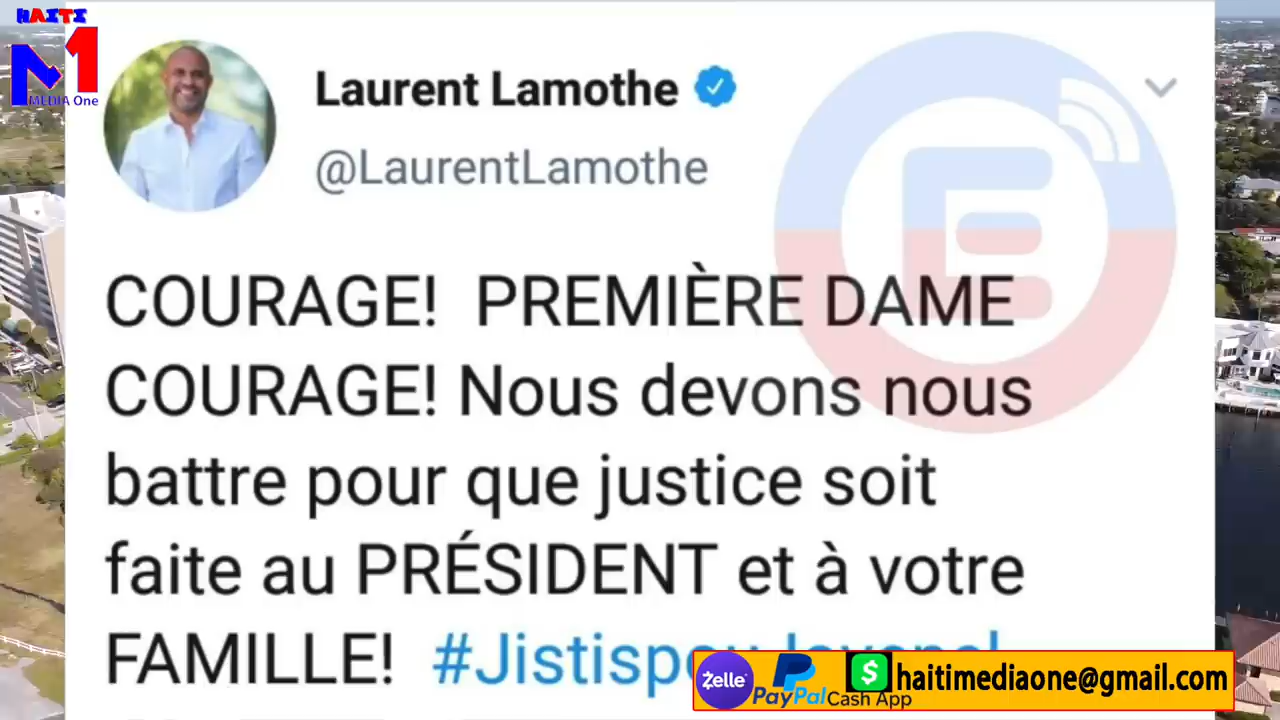 HAITI
M1
MEDIA One
Laurent Lamothe
@LaurentLamothe
E
COURAGE! PREMIÈRE DAME
COURAGE! Nous devons nous
battre pour que justice soit
faite au PRÉSIDENT et à votre
FAMILLE!
Zelle
PayPal
$
Cash App
haitimediaone@gmail.com